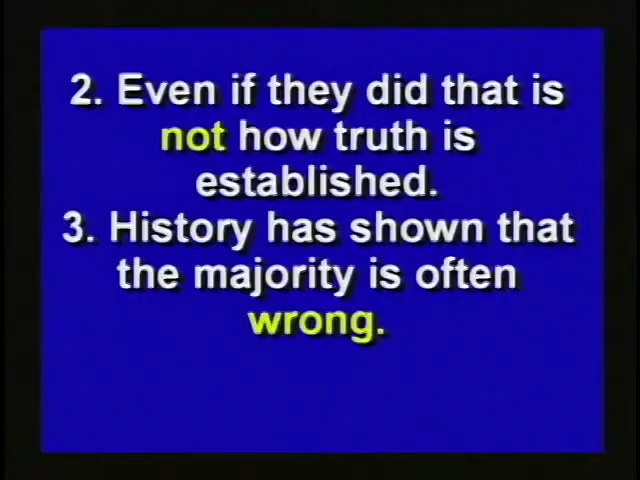 2. Even if they did that is
not how truth is
established.
3. History has shown that
the majority is often
wrong.